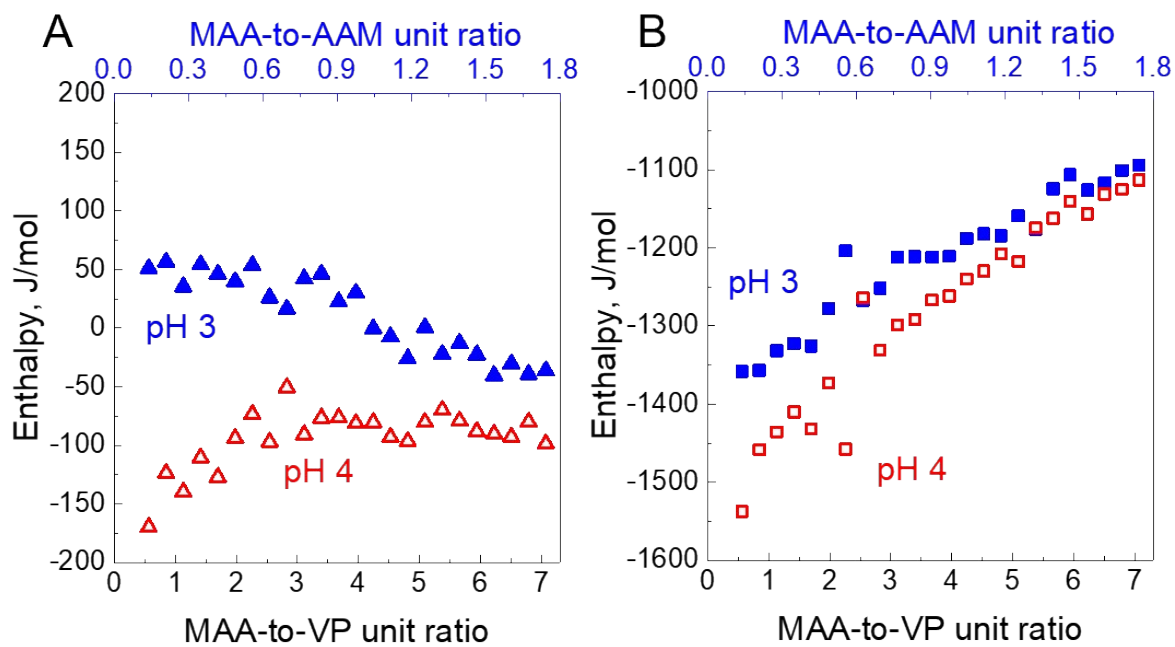 A
MAA-to-AAM unit ratio
0.0 0.3 0.6 0.9 1.2 1.5 1.8
200
150
100
50
0
-50
-100
-150
-200
Enthalpy, J/mol
pH 3
pH 4
0 1 2 3 4 5 6 7
MAA-to-VP unit ratio
B
MAA-to-AAM unit ratio
0.0 0.3 0.6 0.9 1.2 1.5 1.8
-1000
-1100
-1200
-1300
-1400
-1500
-1600
Enthalpy, J/mol
pH 3
pH 4
0 1 2 3 4 5 6 7
MAA-to-VP unit ratio